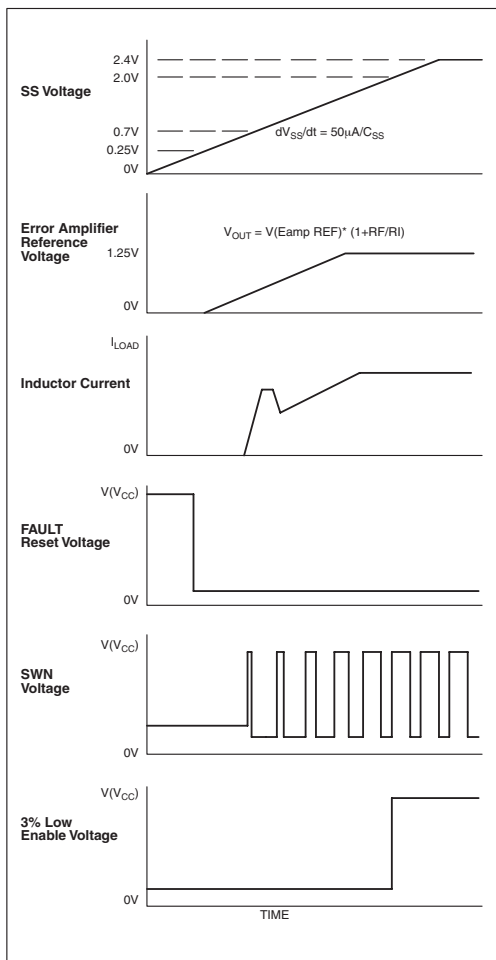 2.4V
2.0V
SS Voltage
0.7V
dV_SS/dt = 50μA/C_SS
0.25V
0V
Error Amplifier
Reference
Voltage
V_OUT = V(Eamp REF)* (1+RF/RI)
1.25V
0V
I_LOAD
Inductor Current
0V
V(V_CC)
FAULT
Reset Voltage
0V
V(V_CC)
SWN
Voltage
0V
V(V_CC)
3% Low
Enable Voltage
0V
TIME